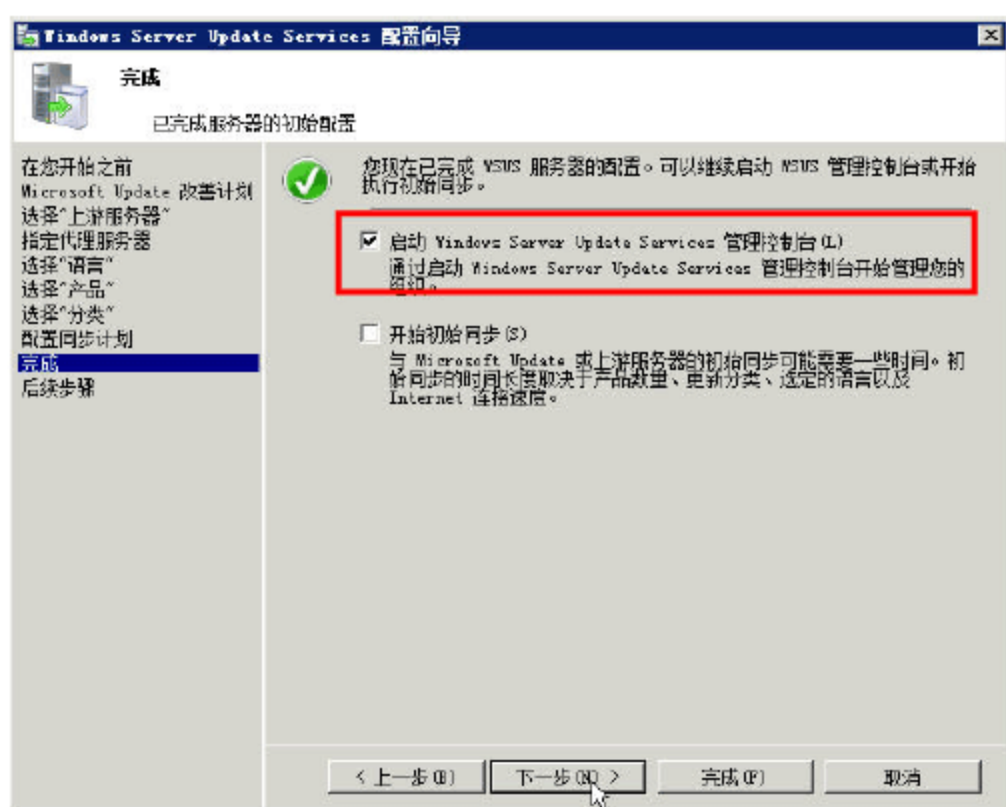 Windows Server Update Services 配置向导
完成
已完成服务器的初始配置
在您开始之前
Microsoft Update 改善计划
选择“上游服务器”
指定代理服务器
选择“语言”
选择“产品”
选择“分类”
配置同步计划
完成
后续步骤
您现在已完成 WSUS 服务器的配置。可以继续启动 WSUS 管理控制台或开始
执行初始同步。
启动 Windows Server Update Services 管理控制台(L)
通过启动 Windows Server Update Services 管理控制台开始管理您的
组织。
开始初始同步(S)
与 Microsoft Update 或上游服务器的初始同步可能需要一些时间。初
始同步的时间长度取决于产品数量、更新分类、选定的语言以及
Internet 连接速度。
< 上一步(B)
下一步(N) >
完成(F)
取消